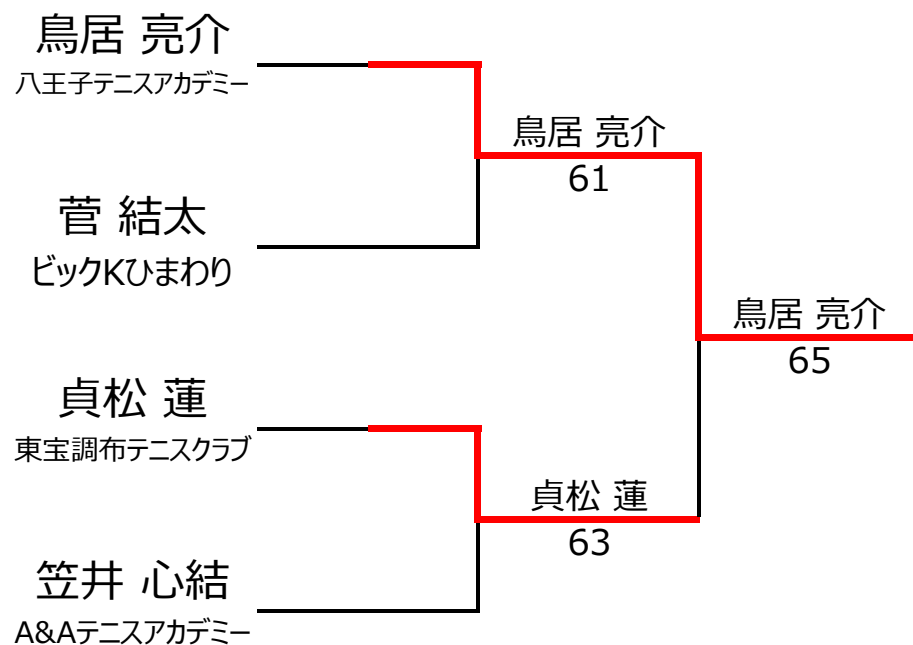 鳥居 亮介
八王子テニスアカデミー
鳥居 亮介
61
菅 結太
ビックKひまわり
鳥居 亮介
65
貞松 蓮
東宝調布テニスクラブ
貞松 蓮
63
笠井 心結
A&Aテニスアカデミー